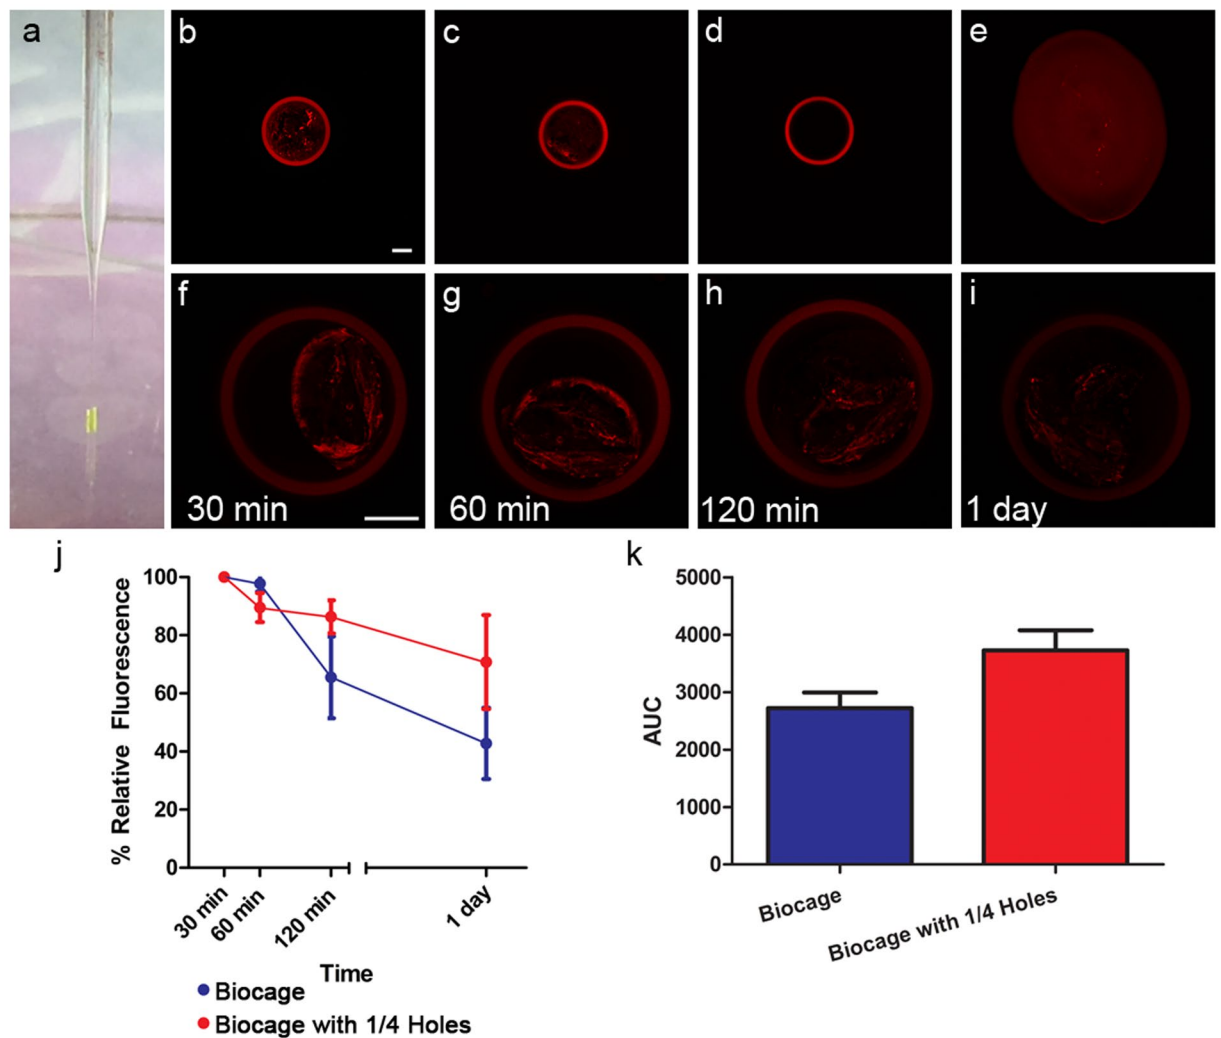 a
b
c
d
e
f
g
h
i
30 min
60 min
120 min
1 day
j
k
% Relative Fluorescence
100
80
60
40
20
0
30 min
60 min
120 min
1 day
Time
Biocage
Biocage with 1/4 Holes
AUC
5000
4000
3000
2000
1000
0
Biocage
Biocage with 1/4 Holes